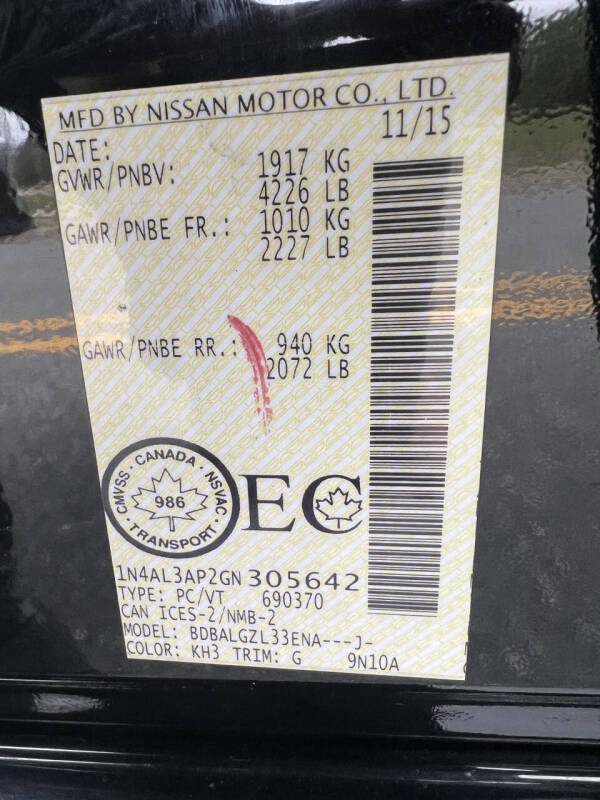 MFD BY NISSAN MOTOR CO., LTD.
DATE: 11/15
GVWR/PNBV: 1917 KG
4226 LB
GAWR/PNBE FR.: 1010 KG
2227 LB
GAWR/PNBE RR.: 940 KG
2072 LB
CANADA · NSVAC · TRANSPORT · CMVSS ·
986
EC
1N4AL3AP2GN 305642
TYPE: PC/VT 690370
CAN ICES-2/NMB-2
MODEL: BDBALGZL33ENA---J-
COLOR: KH3 TRIM: G 9N10A